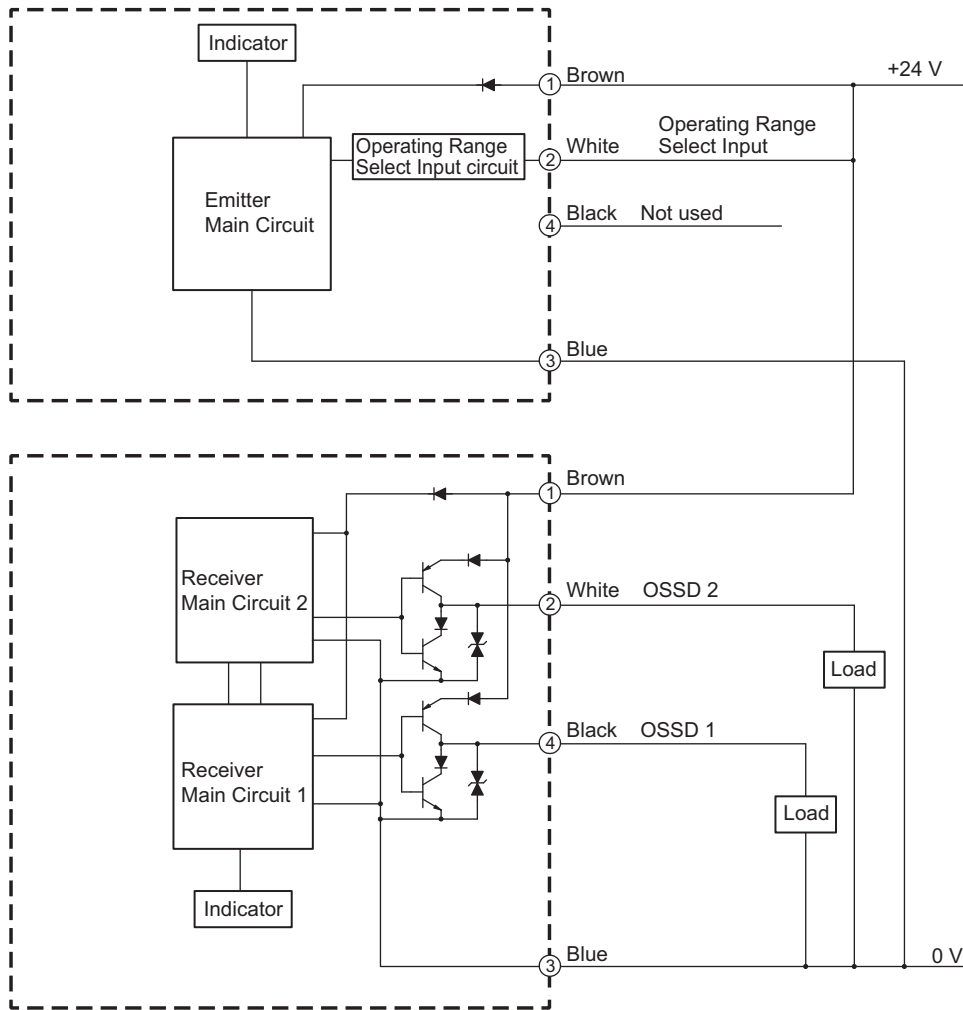 Indicator
+24 V
1 Brown
Operating Range
Select Input circuit
2 White
Operating Range
Select Input
Emitter
Main Circuit
4 Black Not used
3 Blue
1 Brown
Receiver
Main Circuit 2
2 White OSSD 2
Load
4 Black OSSD 1
Receiver
Main Circuit 1
Load
Indicator
3 Blue
0 V